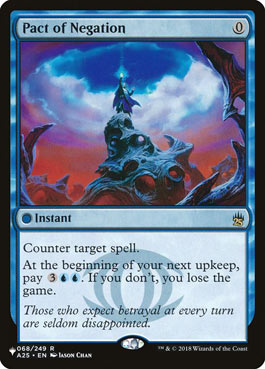 Pact of Negation 0
Instant
Counter target spell.
At the beginning of your next upkeep,
pay 3UU. If you don't, you lose the
game.
Those who expect betrayal at every turn
are seldom disappointed.
068/249 R
A25 • EN Jason Chan
™ & © 2018 Wizards of the Coast